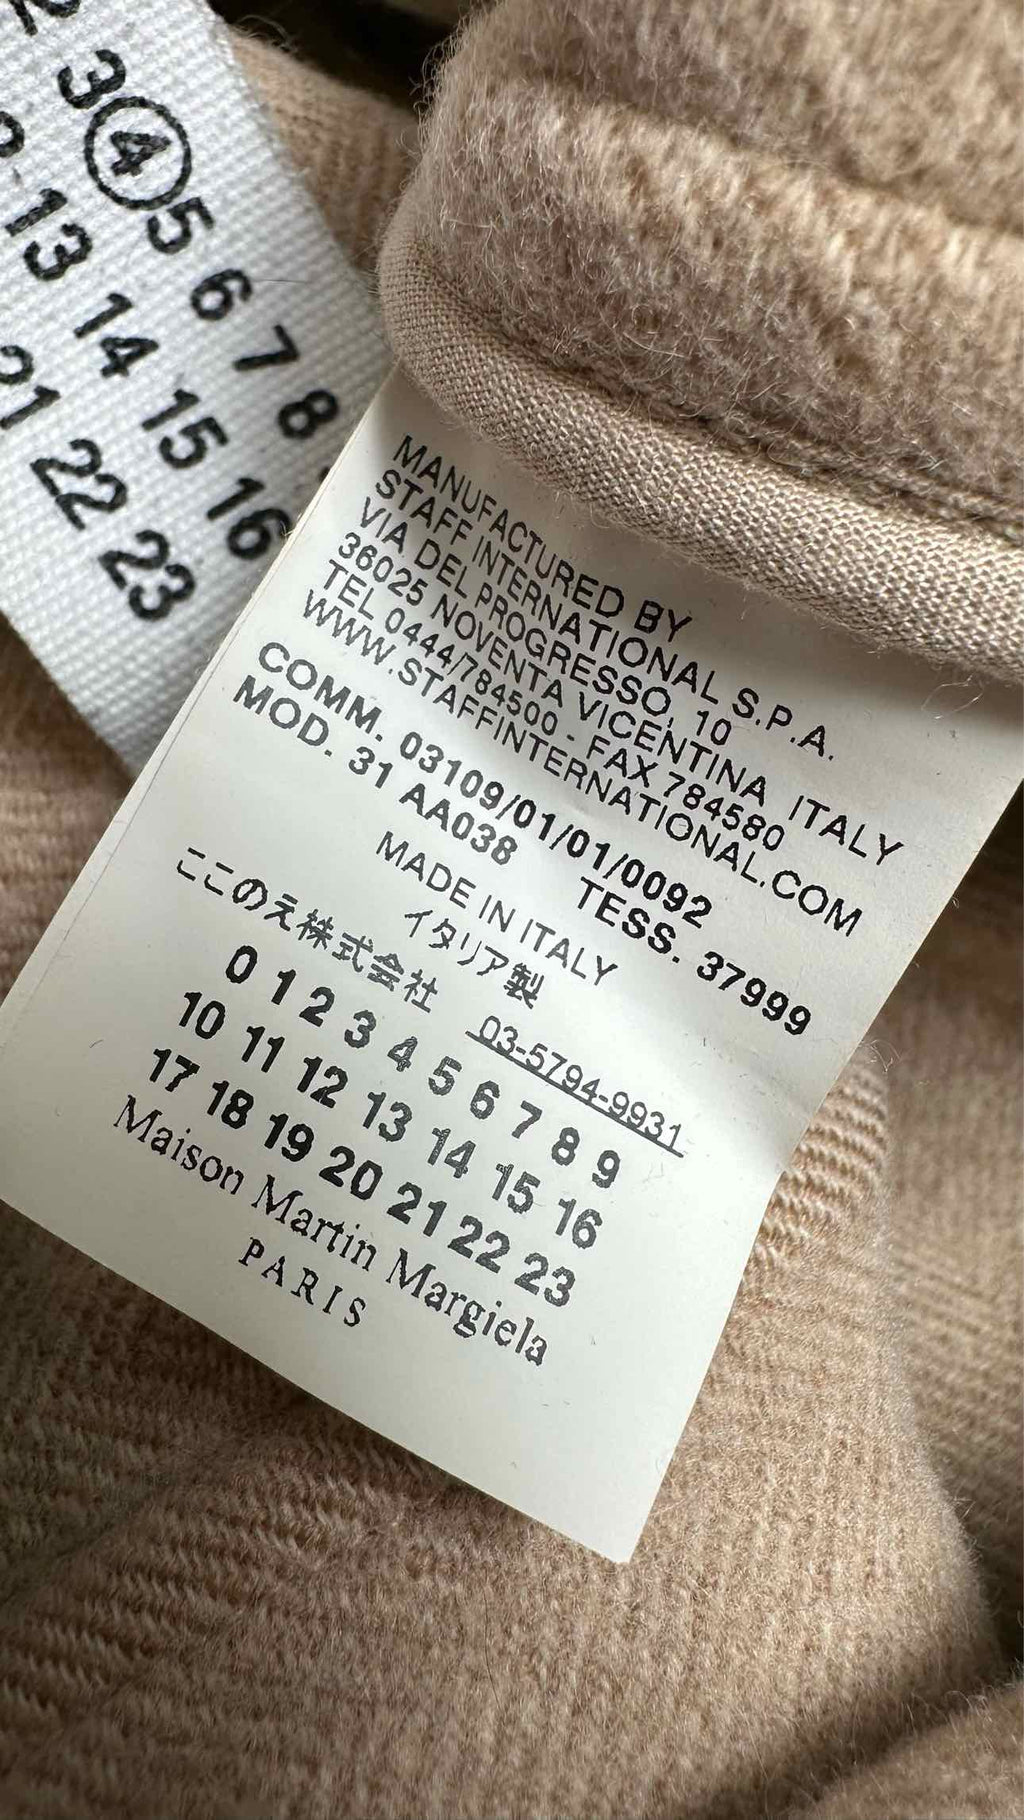 3 4 5 6 7 8
13 14 15 16
21 22 23
MANUFACTURED BY
STAFF INTERNATIONAL S.P.A.
VIA DEL PROGRESSO, 10
36025 NOVENTA VICENTINA ITALY
TEL 0444/784500 - FAX 784580
WWW.STAFFINTERNATIONAL.COM
COMM. 03109/01/01/0092
MOD. 31 AA038 TESS. 37999
MADE IN ITALY
イタリア製
ここのえ株式会社 03-5794-9931
0 1 2 3 4 5 6 7 8 9
10 11 12 13 14 15 16
17 18 19 20 21 22 23
Maison Martin Margiela
PARIS